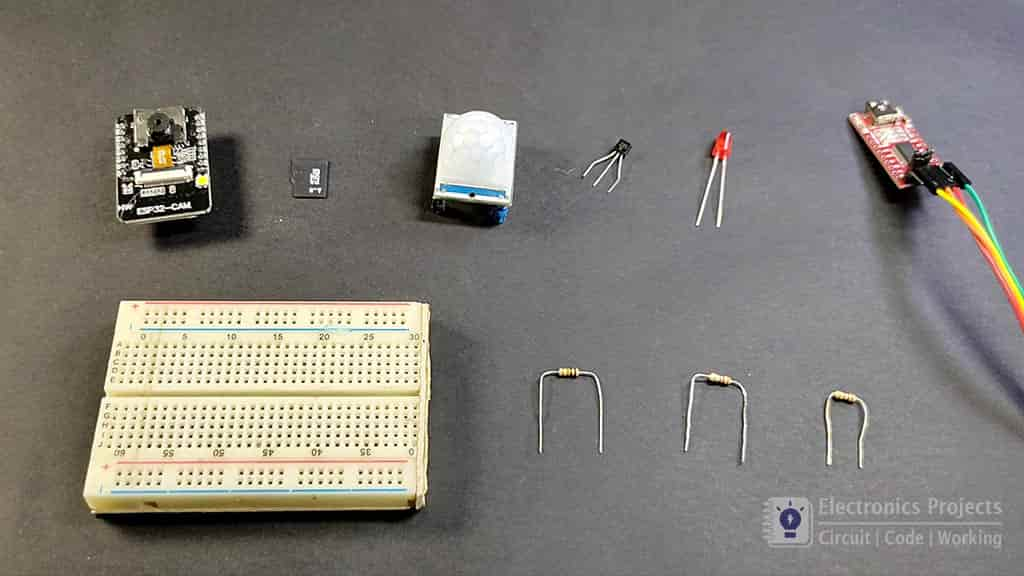 ESP32-CAM
+
0 5 10 15 20 25 30
A
B
C
D
E
F
G
H
I
J
60 55 50 45 40 35 0
+
Electronics Projects
Circuit | Code | Working